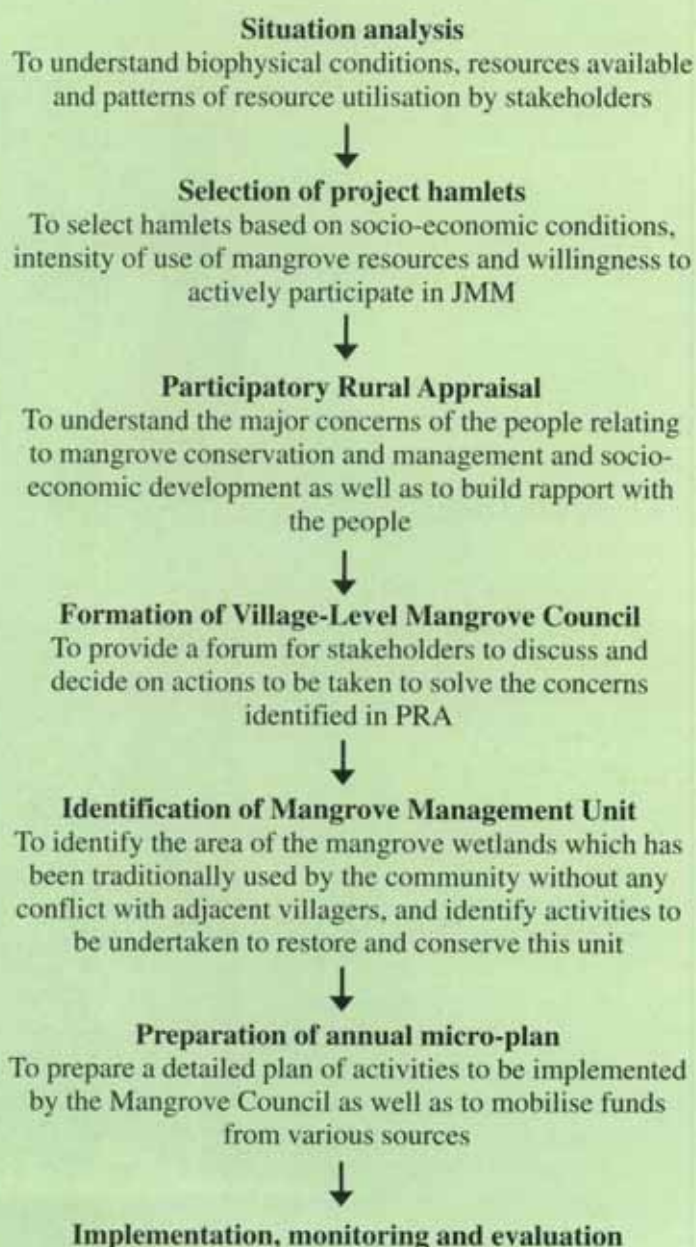 Situation analysis
To understand biophysical conditions, resources available
and patterns of resource utilisation by stakeholders
Selection of project hamlets
To select hamlets based on socio-economic conditions,
intensity of use of mangrove resources and willingness to
actively participate in JMM
Participatory Rural Appraisal
To understand the major concerns of the people relating
to mangrove conservation and management and socio-
economic development as well as to build rapport with
the people
Formation of Village-Level Mangrove Council
To provide a forum for stakeholders to discuss and
decide on actions to be taken to solve the concerns
identified in PRA
Identification of Mangrove Management Unit
To identify the area of the mangrove wetlands which has
been traditionally used by the community without any
conflict with adjacent villagers, and identify activities to
be undertaken to restore and conserve this unit
Preparation of annual micro-plan
To prepare a detailed plan of activities to be implemented
by the Mangrove Council as well as to mobilise funds
from various sources
Implementation, monitoring and evaluation